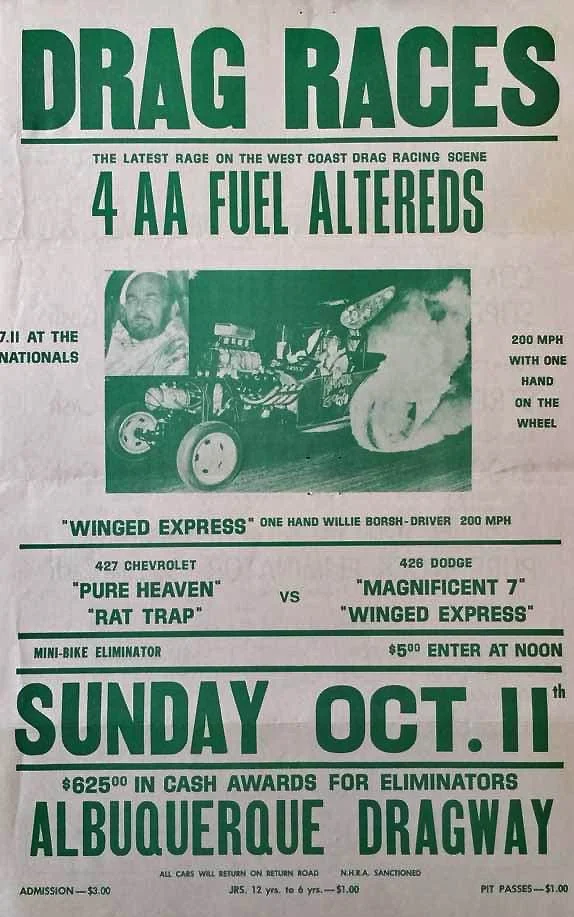 DRAG RACES
THE LATEST RAGE ON THE WEST COAST DRAG RACING SCENE
4 AA FUEL ALTEREDS
7.11 AT THE
NATIONALS
200 MPH
WITH ONE
HAND
ON THE
WHEEL
"WINGED EXPRESS" ONE HAND WILLIE BORSH-DRIVER 200 MPH
427 CHEVROLET
"PURE HEAVEN"
"RAT TRAP"
VS
426 DODGE
"MAGNIFICENT 7"
"WINGED EXPRESS"
MINI-BIKE ELIMINATOR
$500 ENTER AT NOON
SUNDAY OCT. 11th
$62500 IN CASH AWARDS FOR ELIMINATORS
ALBUQUERQUE DRAGWAY
ALL CARS WILL RETURN ON RETURN ROAD N.H.R.A. SANCTIONED
ADMISSION—$3.00 JRS. 12 yrs. to 6 yrs.—$1.00 PIT PASSES—$1.00